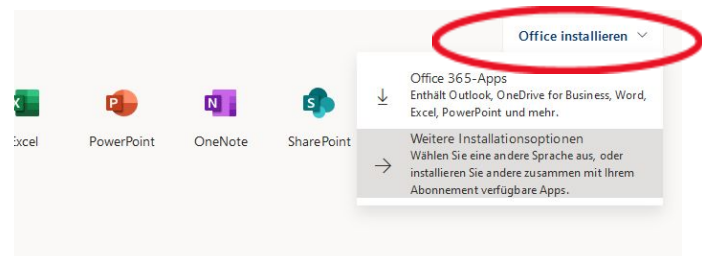 Office installieren
Office 365-Apps
Enthält Outlook, OneDrive for Business, Word,
Excel, PowerPoint und mehr.
Weitere Installationsoptionen
Wählen Sie eine andere Sprache aus, oder
installieren Sie andere zusammen mit Ihrem
Abonnement verfügbare Apps.
X
P
N
S
Excel
PowerPoint
OneNote
SharePoint